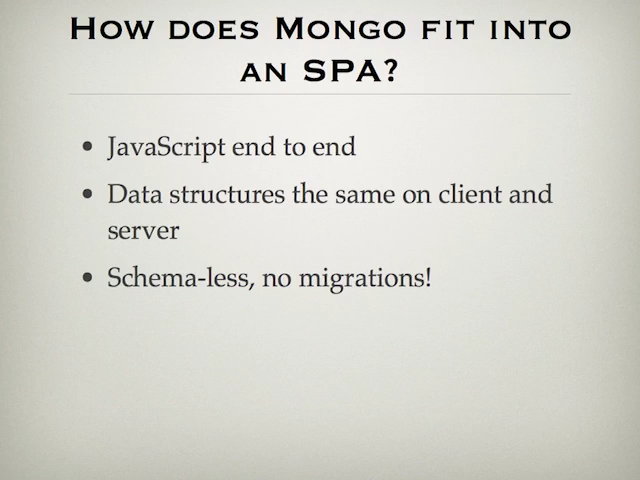 How does Mongo fit into
an SPA?
• JavaScript end to end
• Data structures the same on client and
server
• Schema-less, no migrations!